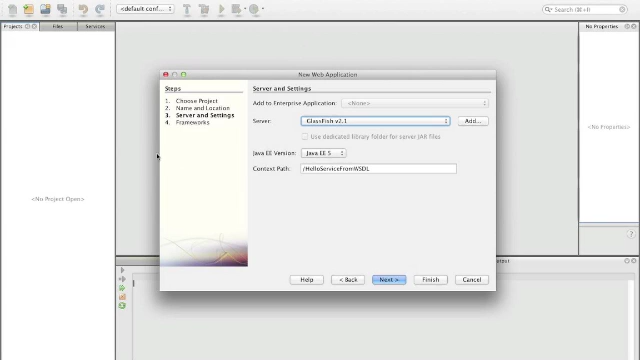 <default conf...
Search (⌘+I)
Projects
Files
Services
No Properties
New Web Application
Steps
1. Choose Project
2. Name and Location
3. Server and Settings
4. Frameworks
Server and Settings
Add to Enterprise Application: <None>
Server: GlassFish v2.1 Add...
Use dedicated library folder for server JAR files
Java EE Version: Java EE 5
Context Path: /HelloServiceFromWSDL
<No Properties>
<No Project Open>
Help < Back Next > Finish Cancel